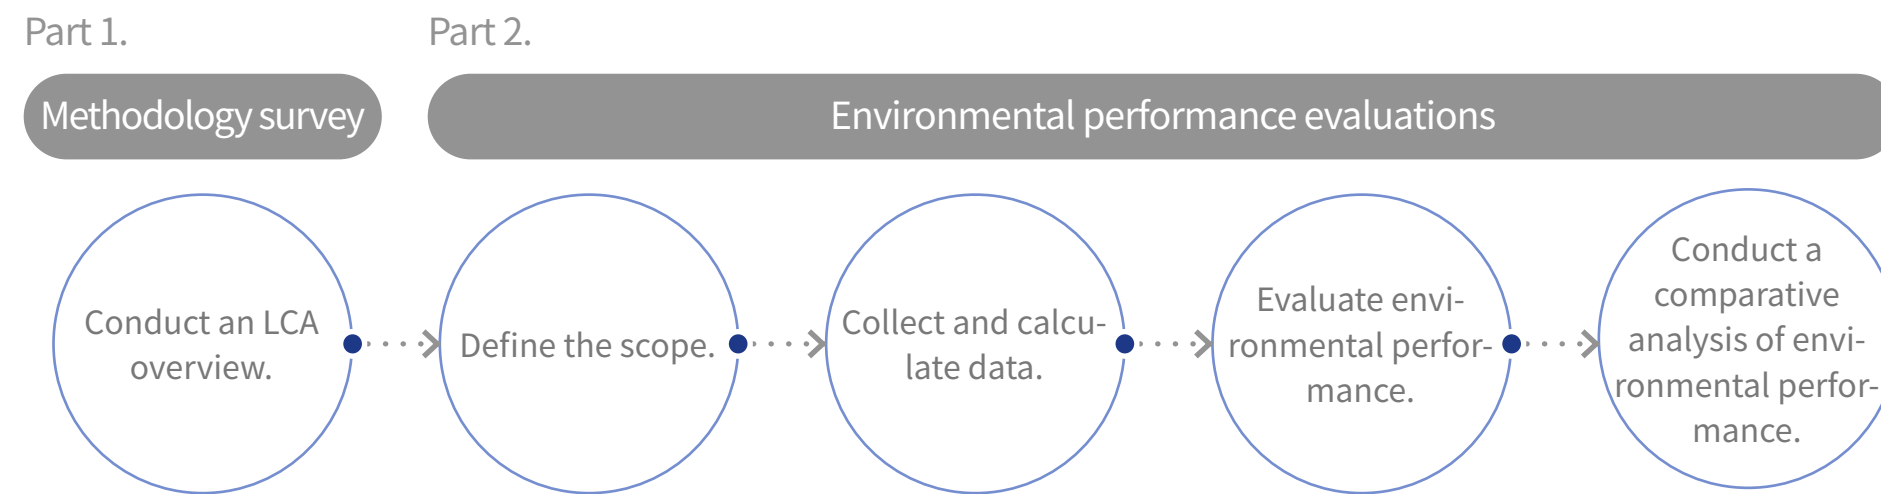 Part 1.
Part 2.
Methodology survey
Environmental performance evaluations
Conduct an LCA
overview.
Define the scope.
Collect and calcu-
late data.
Evaluate envi-
ronmental perfor-
mance.
Conduct a
comparative
analysis of envi-
ronmental perfor-
mance.